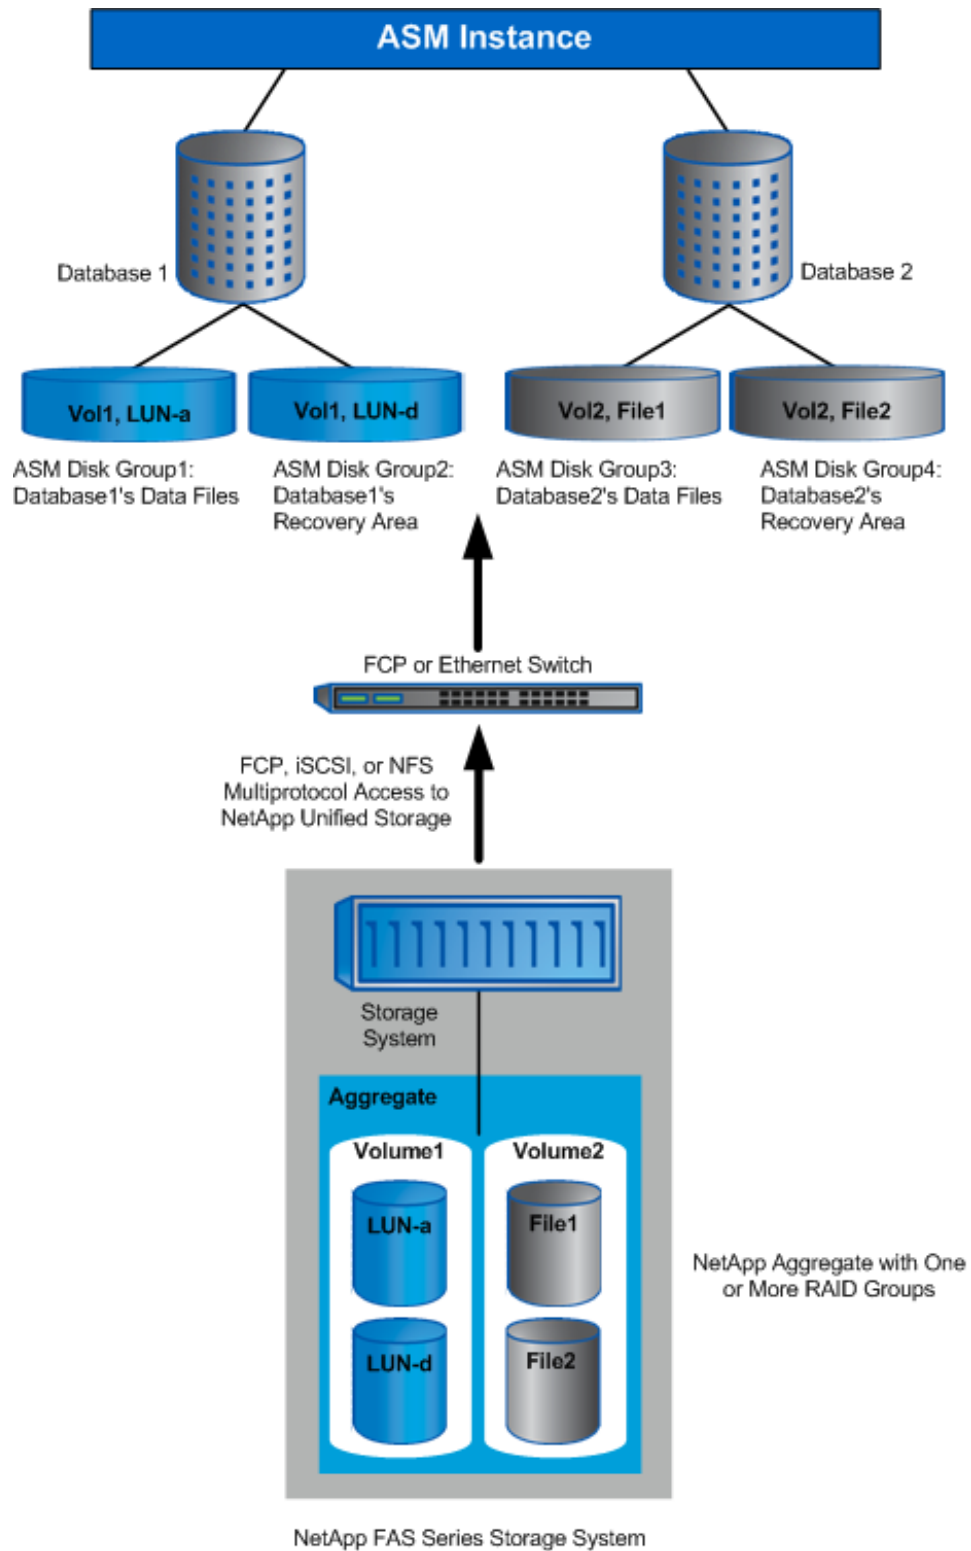 ASM Instance
Database 1
Database 2
Vol1, LUN-a
Vol1, LUN-d
Vol2, File1
Vol2, File2
ASM Disk Group1:
Database1's Data Files
ASM Disk Group2:
Database1's
Recovery Area
ASM Disk Group3:
Database2's Data Files
ASM Disk Group4:
Database2's
Recovery Area
FCP or Ethernet Switch
FCP, iSCSI, or NFS
Multiprotocol Access to
NetApp Unified Storage
Storage
System
Aggregate
Volume1
Volume2
LUN-a
File1
LUN-d
File2
NetApp Aggregate with One
or More RAID Groups
NetApp FAS Series Storage System